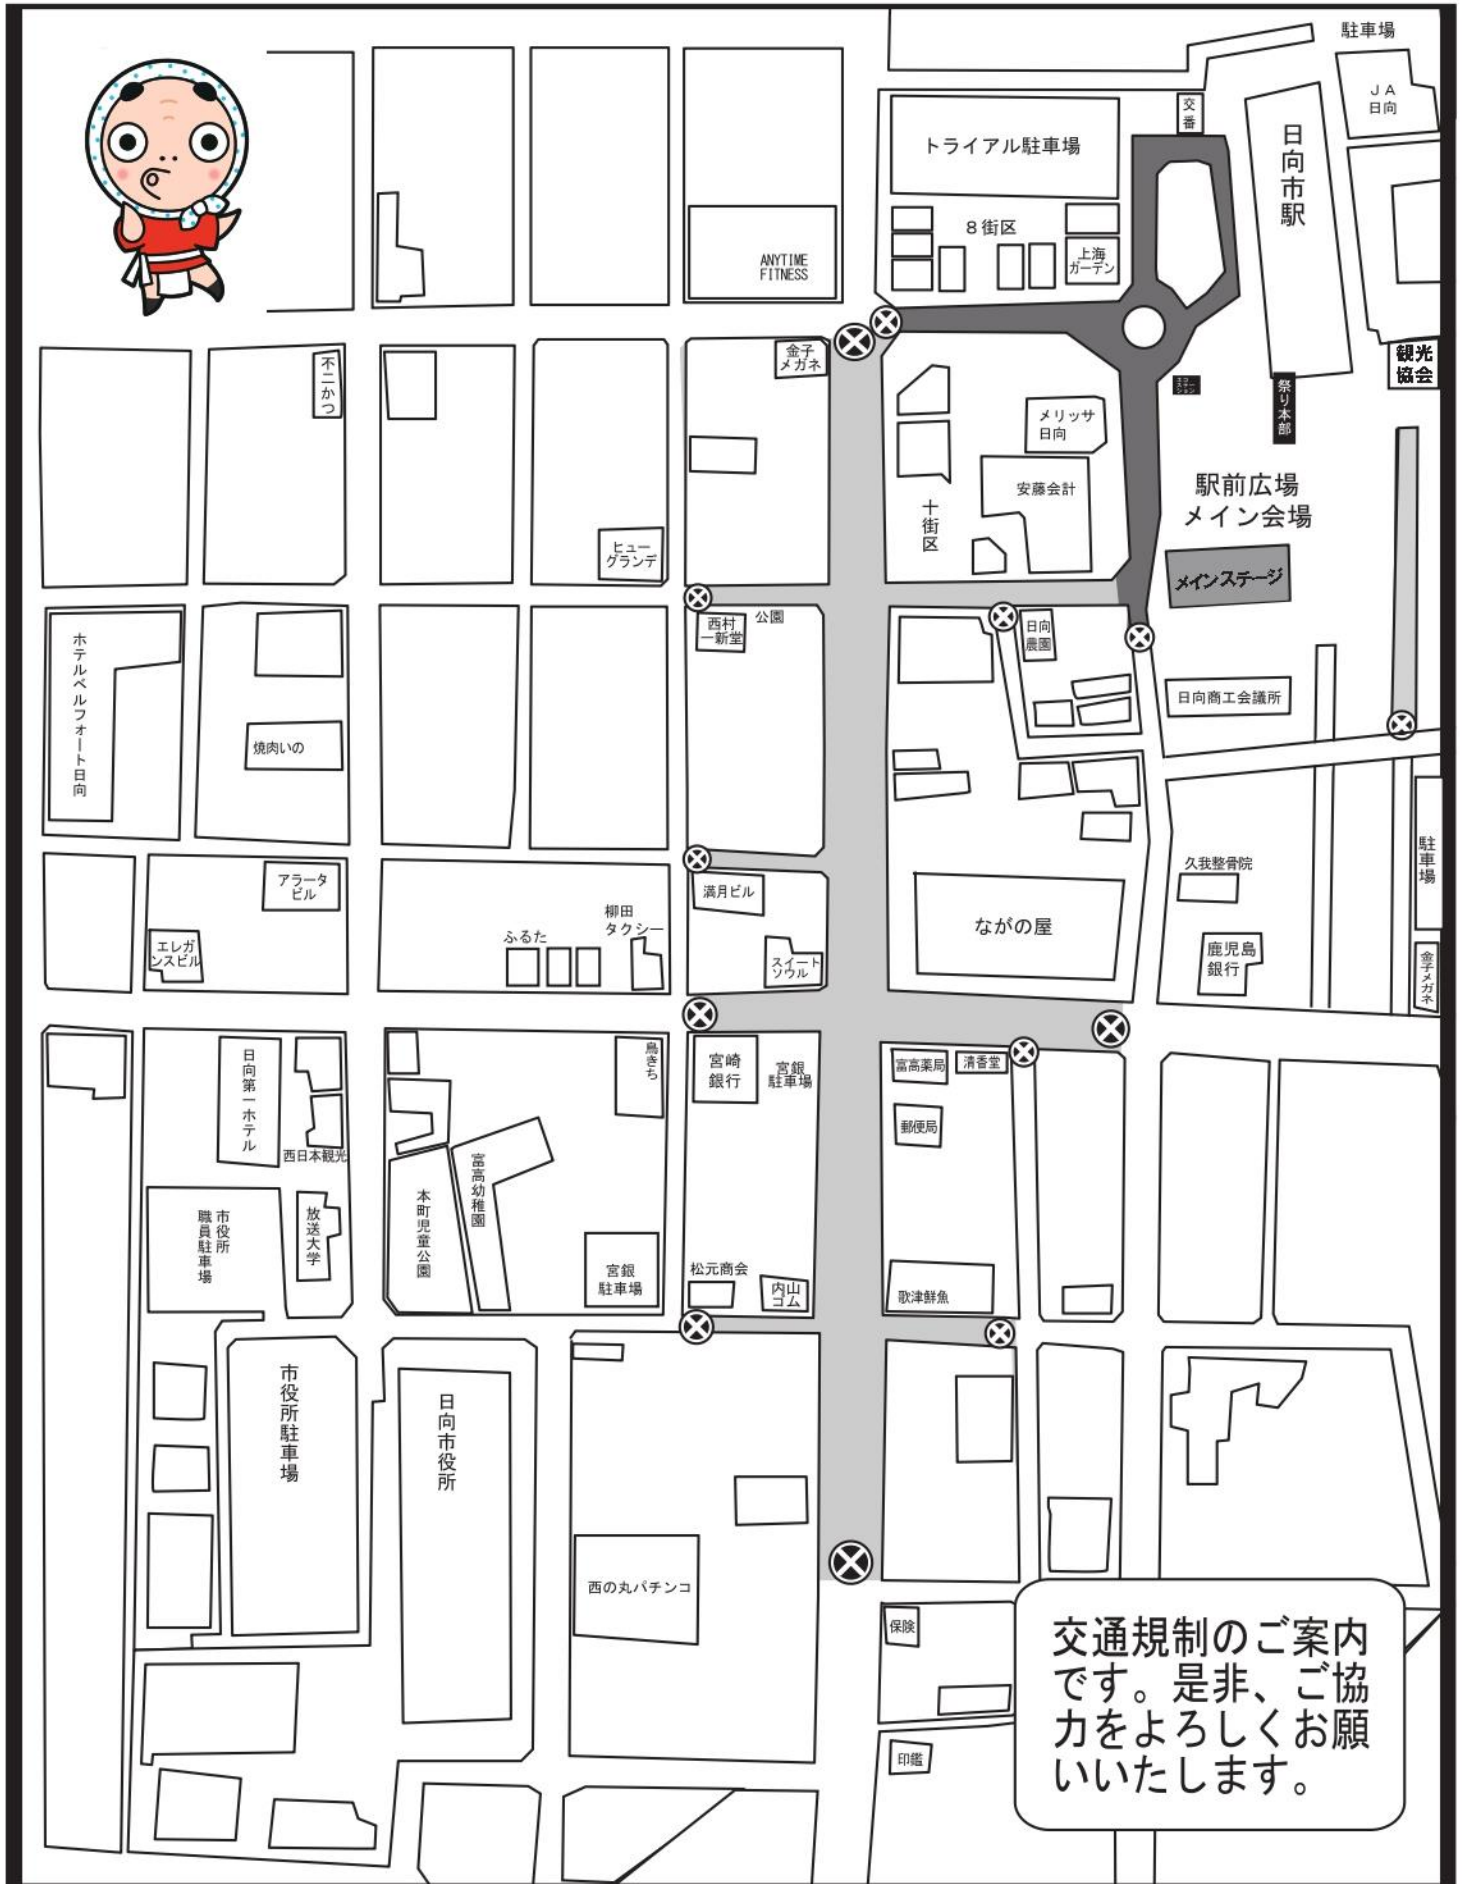 駐車場
JA
日向
交番
日向市駅
トライアル駐車場
8街区
上海
ガーデン
ANYTIME
FITNESS
観光
協会
金子
メガネ
不二かつ
祭り本部
メリッサ
日向
安藤会計
十街区
駅前広場
メイン会場
メインステージ
ヒュー
グランデ
公園
西村
一新堂
日向
農園
日向商工会議所
ホテルベルフォート日向
焼肉いの
駐車場
久我整骨院
アラータ
ビル
満月ビル
柳田
タクシー
ふるた
エレガ
ンスビル
スイート
ソウル
ながの屋
鹿児島
銀行
金子メガネ
日向第一ホテル
西日本観光
鳥きち
宮崎
銀行
宮銀
駐車場
富高薬局
清香堂
郵便局
富高幼稚園
本町児童公園
市役所
職員駐車場
放送大学
宮銀
駐車場
松元商会
内山
ゴム
歌津鮮魚
市役所駐車場
日向市役所
西の丸パチンコ
保険
印鑑
交通規制のご案内
です。是非、ご協
力をよろしくお願
いいたします。